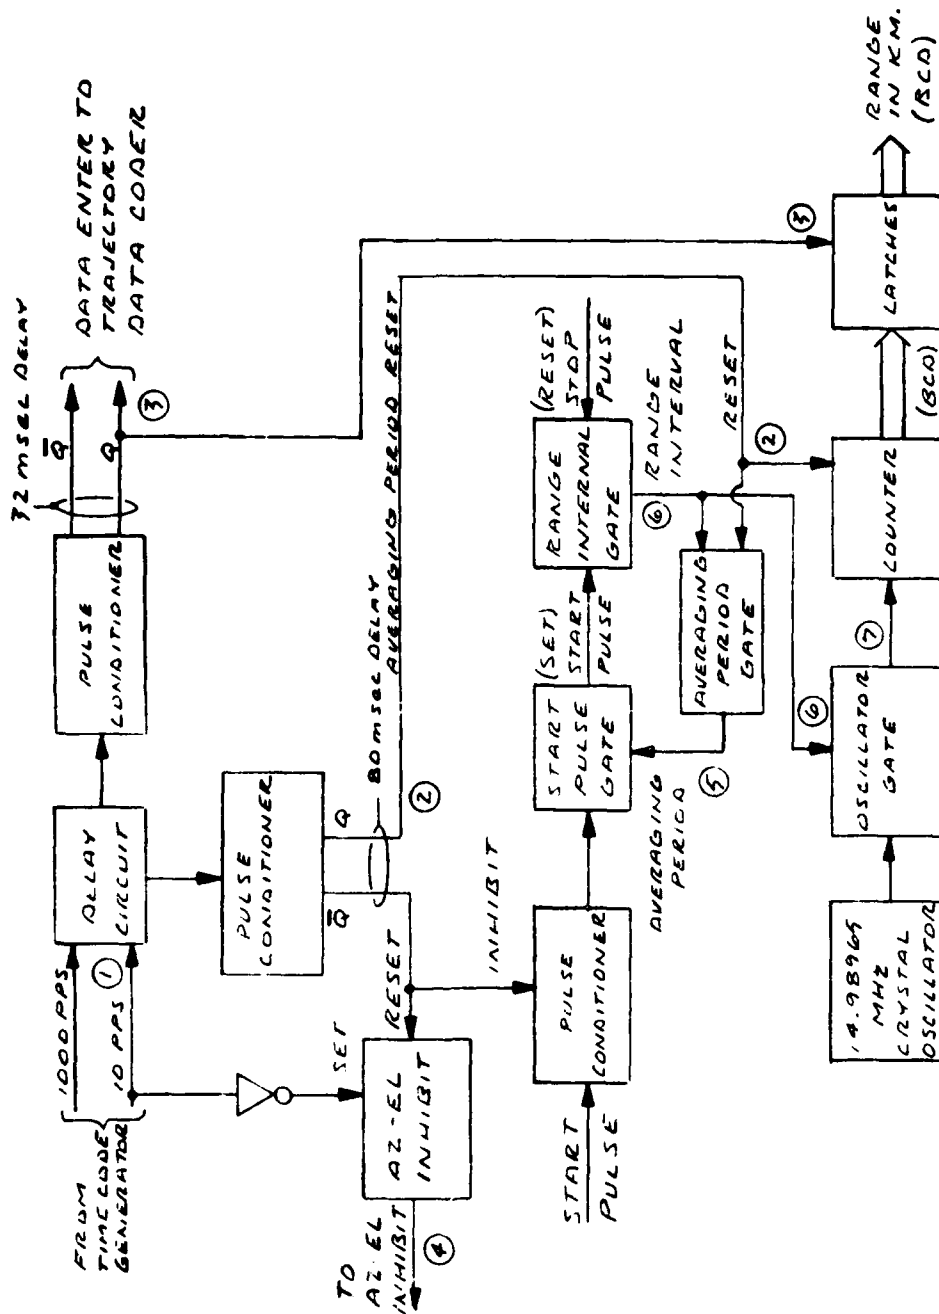 FROM
TIME CODE
GENERATOR
1000 PPS
10 PPS
①
DELAY
CIRCUIT
PULSE
CONDITIONER
32 MSEC DELAY
Q̅
Q
③
DATA ENTER TO
TRAJECTORY
DATA CODER
PULSE
CONDITIONER
Q̅
Q
80 MSEC DELAY
AVERAGING PERIOD RESET
②
SET
RESET
AZ-EL
INHIBIT
TO
AZ-EL
INHIBIT
④
INHIBIT
START
PULSE
PULSE
CONDITIONER
START
PULSE
GATE
(SET)
START
PULSE
RANGE
INTERNAL
GATE
(RESET)
STOP
PULSE
⑥
RANGE
INTERVAL
AVERAGING
PERIOD
GATE
AVERAGING
PERIOD
⑤
RESET
②
③
14.98965
MHZ
CRYSTAL
OSCILLATOR
OSCILLATOR
GATE
⑥
⑦
COUNTER
(BCD)
LATCHES
RANGE
IN KM.
(BCD)